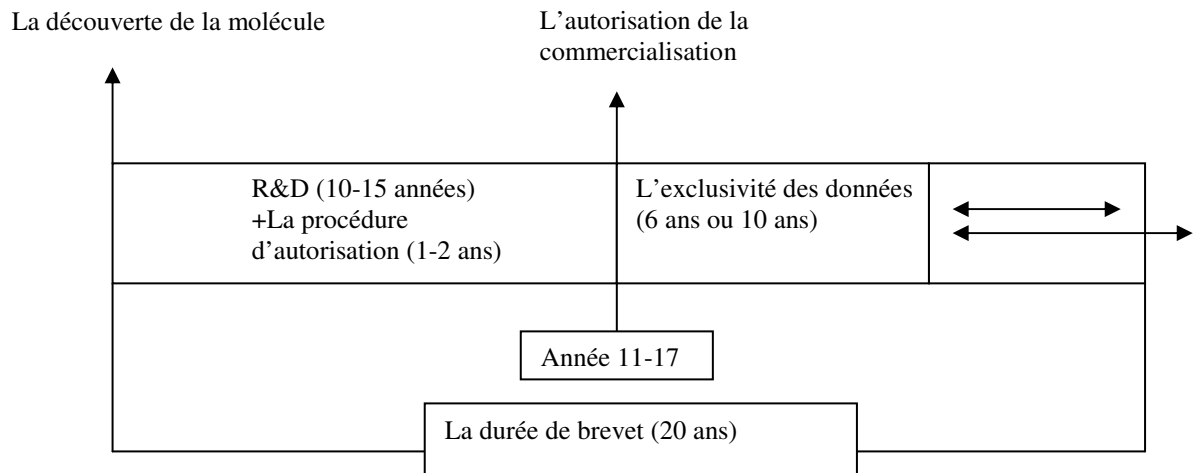 La découverte de la molécule
L'autorisation de la
commercialisation
R&D (10-15 années)
+La procédure
d'autorisation (1-2 ans)
L'exclusivité des données
(6 ans ou 10 ans)
Année 11-17
La durée de brevet (20 ans)